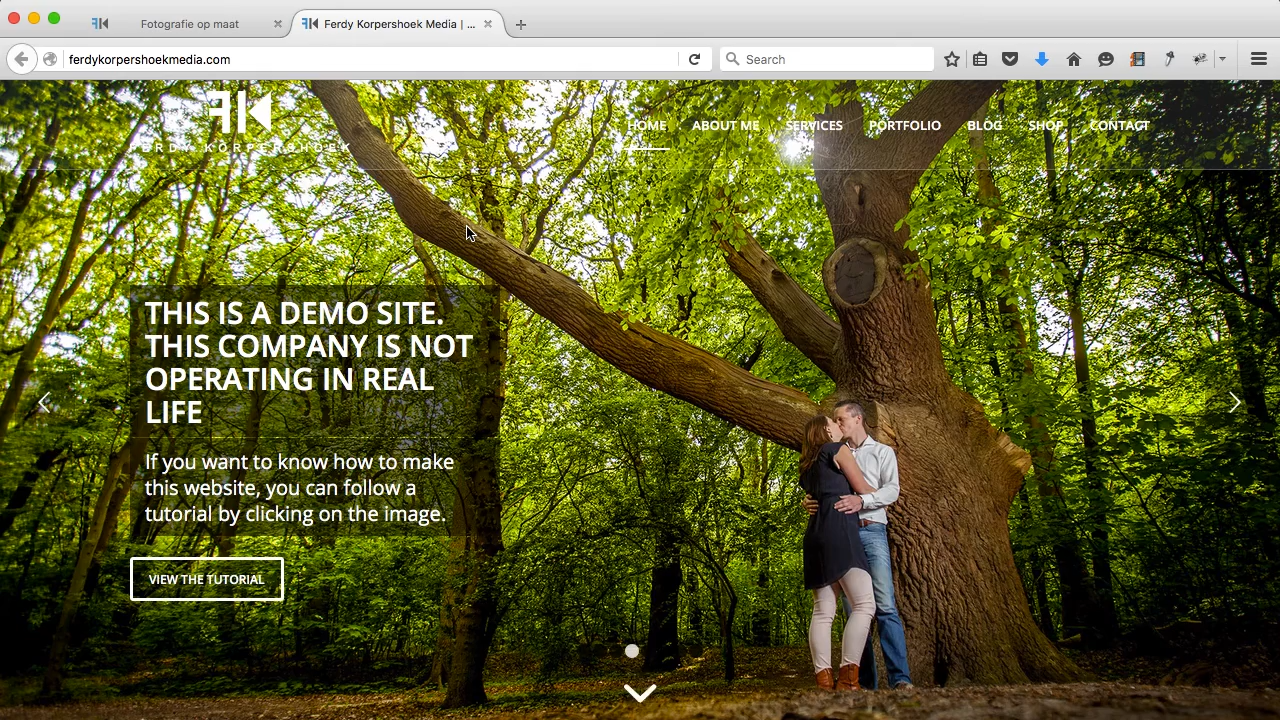 Fotografie op maat
Ferdy Korpershoek Media | ...
ferdykorpershoekmedia.com
Search
FERDY KORPERSHOEK
HOME ABOUT ME SERVICES PORTFOLIO BLOG SHOP CONTACT
THIS IS A DEMO SITE.
THIS COMPANY IS NOT
OPERATING IN REAL
LIFE
If you want to know how to make
this website, you can follow a
tutorial by clicking on the image.
VIEW THE TUTORIAL